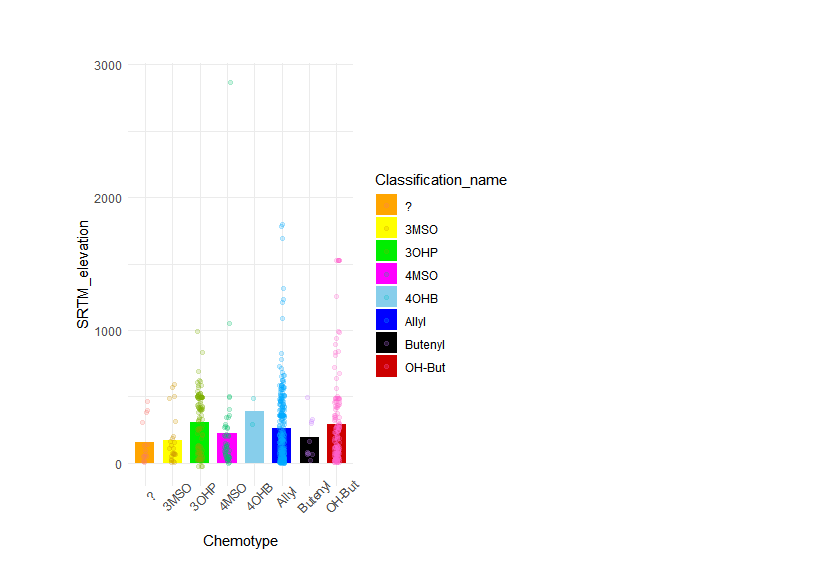 3000
2000
1000
0
SRTM_elevation
?
3MSO
3OHP
4MSO
4OHB
Allyl
Butenyl
OH-But
Chemotype
Classification_name
?
3MSO
3OHP
4MSO
4OHB
Allyl
Butenyl
OH-But